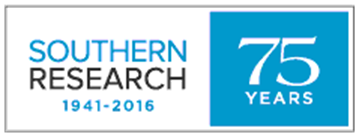 SOUTHERN
RESEARCH
1941-2016
75
YEARS